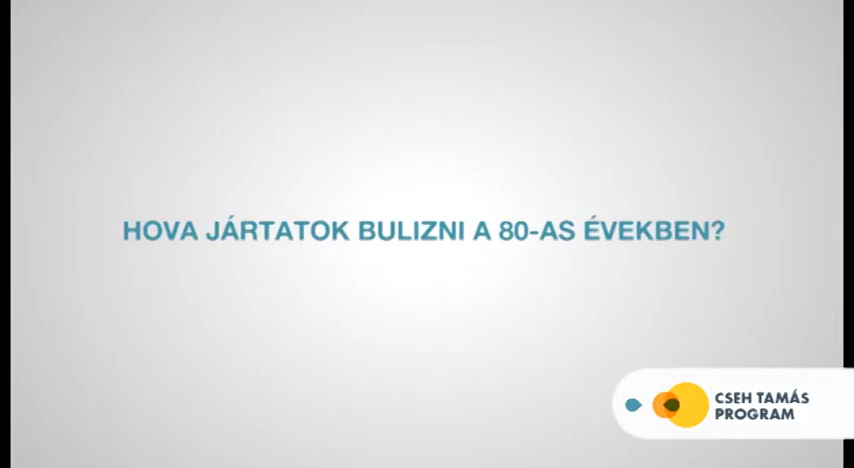 HOVA JÁRTATOK BULIZNI A 80-AS ÉVEKBEN?
CSEH TAMÁS
PROGRAM